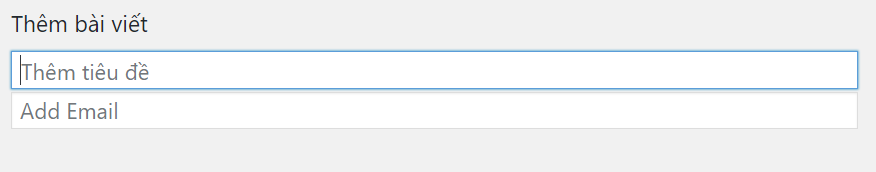 Thêm bài viết
Thêm tiêu đề
Add Email